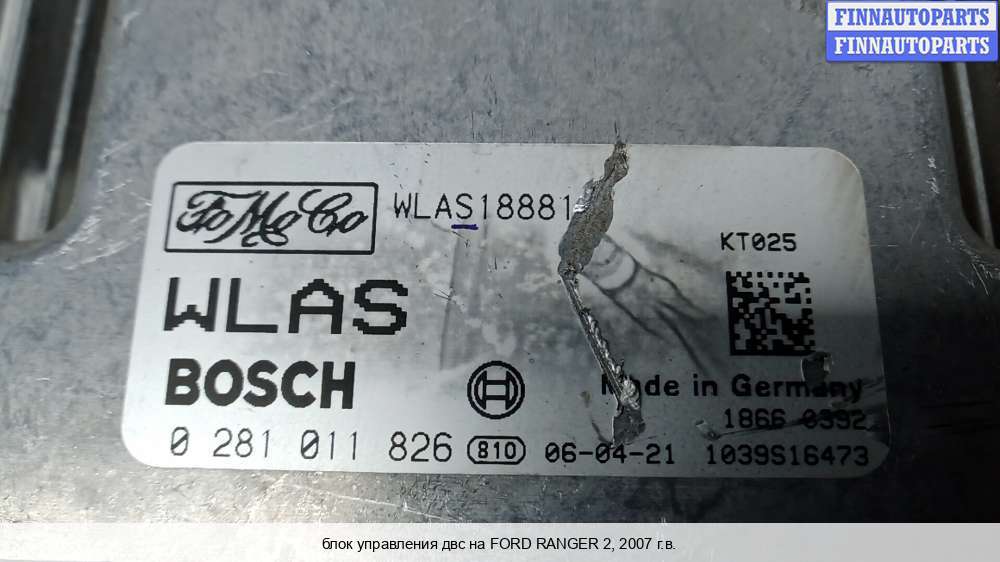 FINNAUTOPARTS
FINNAUTOPARTS
FoMoCo WLAS18881
KT025
WLAS
BOSCH
Made in Germany
1866 0392
0 281 011 826 810 06-04-21 1039S16473
блок управления двс на FORD RANGER 2, 2007 г.в.